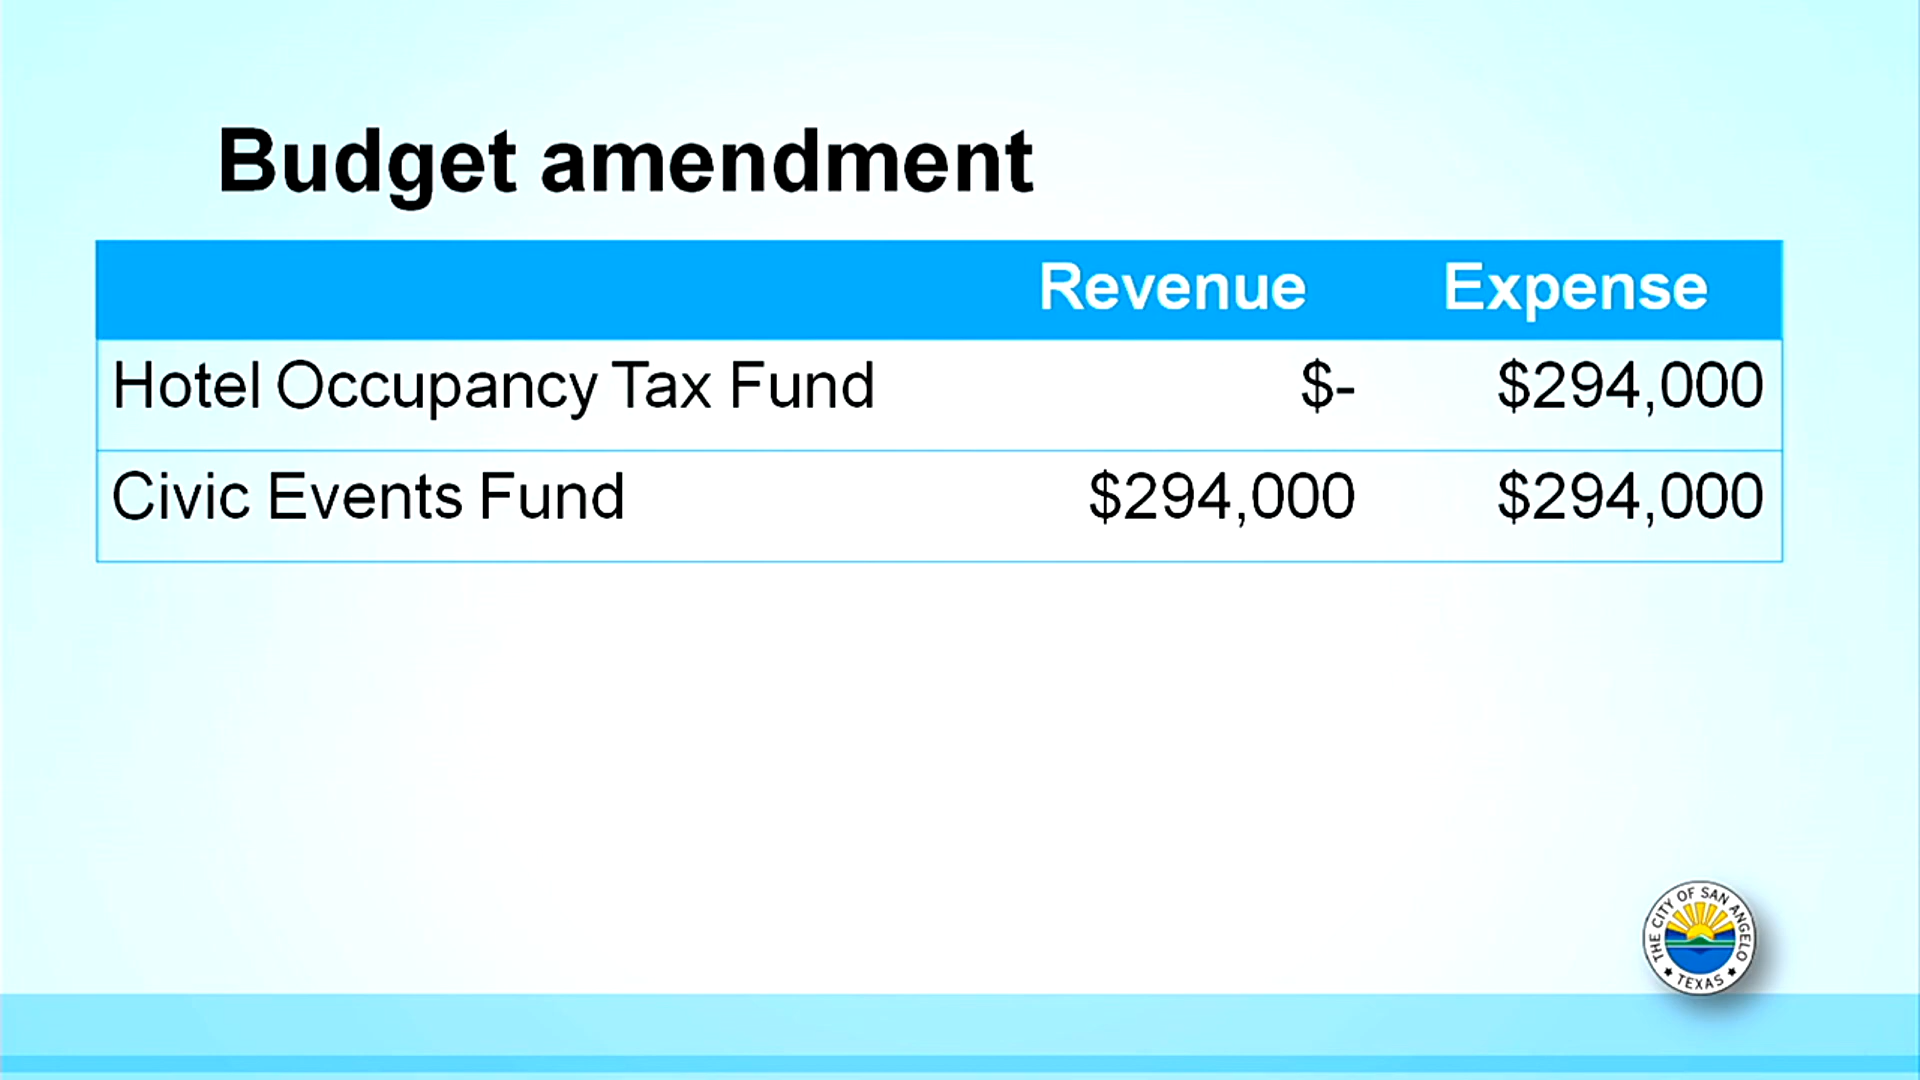 Budget amendment
Revenue Expense
Hotel Occupancy Tax Fund $- $294,000
Civic Events Fund $294,000 $294,000
THE CITY OF SAN ANGELO
TEXAS